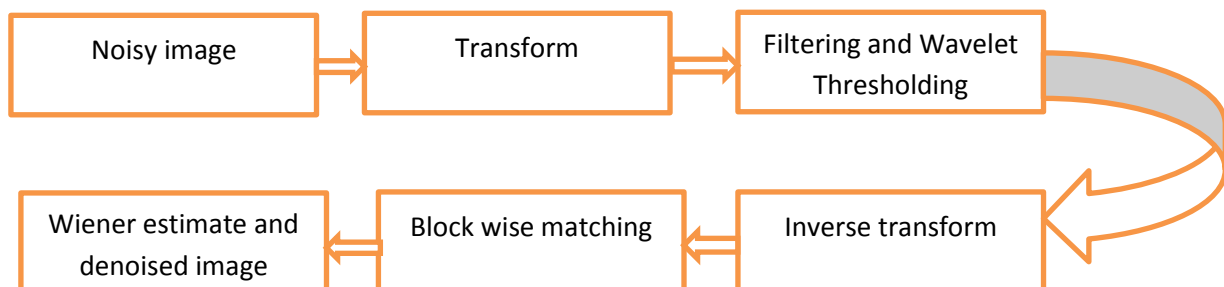 Noisy image
Transform
Filtering and Wavelet
Thresholding
Wiener estimate and
denoised image
Block wise matching
Inverse transform